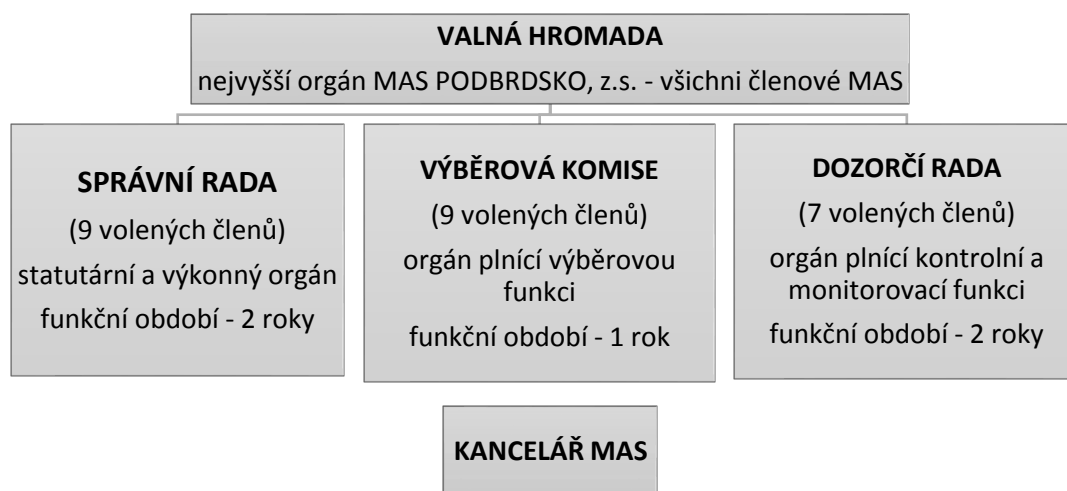 VALNÁ HROMADA
nejvyšší orgán MAS PODBRDSKO, z.s. - všichni členové MAS
SPRÁVNÍ RADA
(9 volených členů)
statutární a výkonný orgán
funkční období - 2 roky
VÝBĚROVÁ KOMISE
(9 volených členů)
orgán plnící výběrovou
funkci
funkční období - 1 rok
DOZORČÍ RADA
(7 volených členů)
orgán plnící kontrolní a
monitorovací funkci
funkční období - 2 roky
KANCELÁŘ MAS